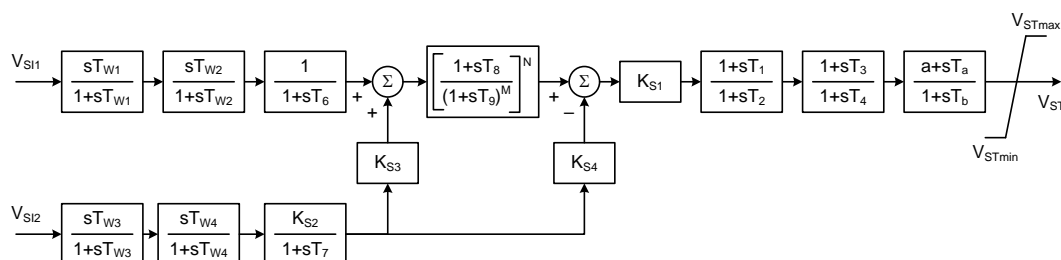 V_STmax
V_SI1
sT_W1
1+sT_W1
sT_W2
1+sT_W2
1
1+sT_6
+
Σ
+
[1+sT_8
(1+sT_9)^M]^N
+
Σ
−
K_S1
1+sT_1
1+sT_2
1+sT_3
1+sT_4
a+sT_a
1+sT_b
V_ST
V_STmin
K_S3
K_S4
V_SI2
sT_W3
1+sT_W3
sT_W4
1+sT_W4
K_S2
1+sT_7